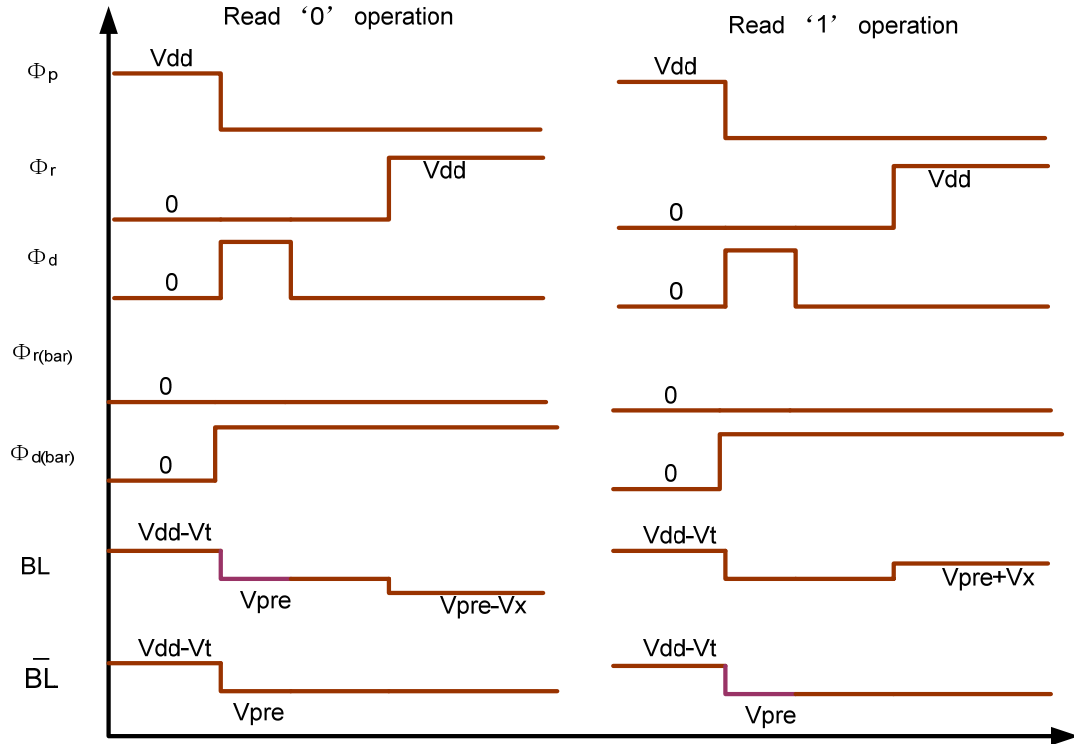 Read ‘0’ operation
Read ‘1’ operation
Φp
Vdd
Vdd
Φr
0
Vdd
0
Vdd
Φd
0
0
Φr(bar)
0
0
Φd(bar)
0
0
BL
Vdd-Vt
Vpre
Vpre-Vx
Vdd-Vt
Vpre+Vx
B̅L̅
Vdd-Vt
Vpre
Vdd-Vt
Vpre